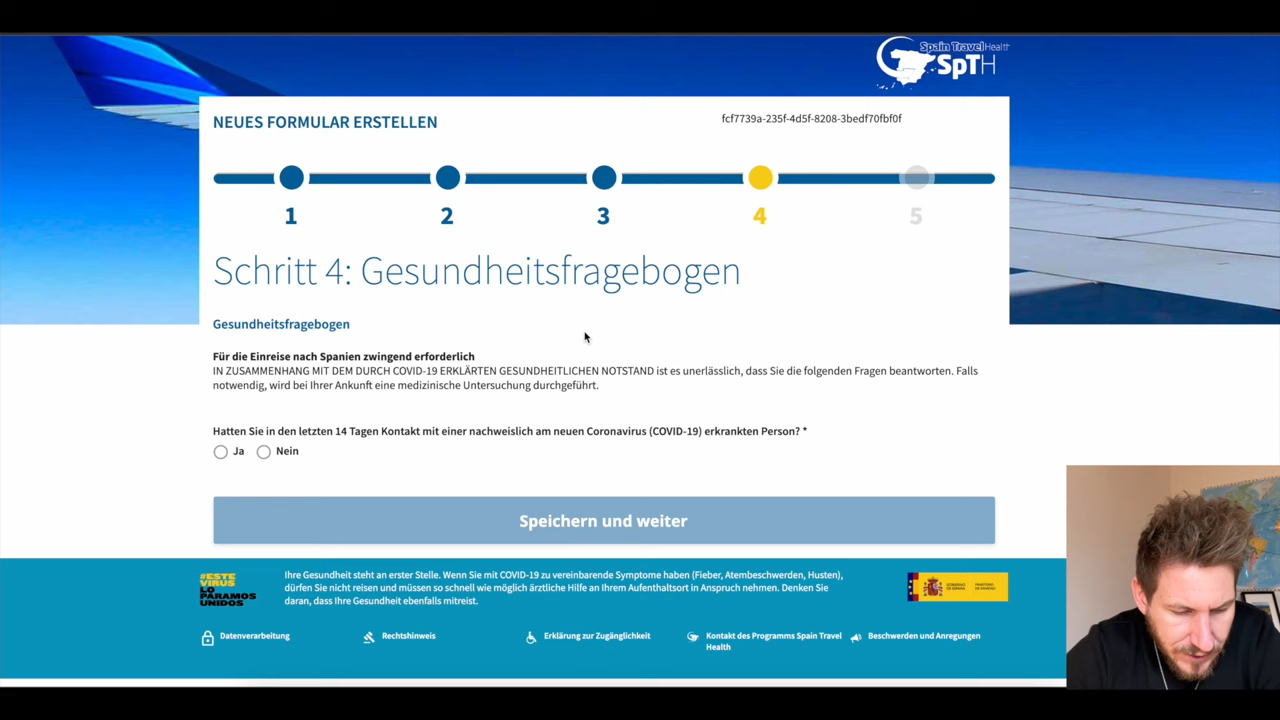 Spain TravelHealth
SpTH
NEUES FORMULAR ERSTELLEN
fcf7739a-235f-4d5f-8208-3bedf70fbf0f
1 2 3 4 5
Schritt 4: Gesundheitsfragebogen
Gesundheitsfragebogen
Für die Einreise nach Spanien zwingend erforderlich
IN ZUSAMMENHANG MIT DEM DURCH COVID-19 ERKLÄRTEN GESUNDHEITLICHEN NOTSTAND ist es unerlässlich, dass Sie die folgenden Fragen beantworten. Falls
notwendig, wird bei Ihrer Ankunft eine medizinische Untersuchung durchgeführt.
Hatten Sie in den letzten 14 Tagen Kontakt mit einer nachweislich am neuen Coronavirus (COVID-19) erkrankten Person? *
Ja Nein
Speichern und weiter
#ESTE
VIRUS
LO
PARAMOS
UNIDOS
Ihre Gesundheit steht an erster Stelle. Wenn Sie mit COVID-19 zu vereinbarende Symptome haben (Fieber, Atembeschwerden, Husten),
dürfen Sie nicht reisen und müssen so schnell wie möglich ärztliche Hilfe an Ihrem Aufenthaltsort in Anspruch nehmen. Denken Sie
daran, dass Ihre Gesundheit ebenfalls mitreist.
GOBIERNO
DE ESPAÑA
MINISTERIO
DE SANIDAD
Datenverarbeitung
Rechtshinweis
Erklärung zur Zugänglichkeit
Kontakt des Programms Spain Travel
Health
Beschwerden und Anregungen